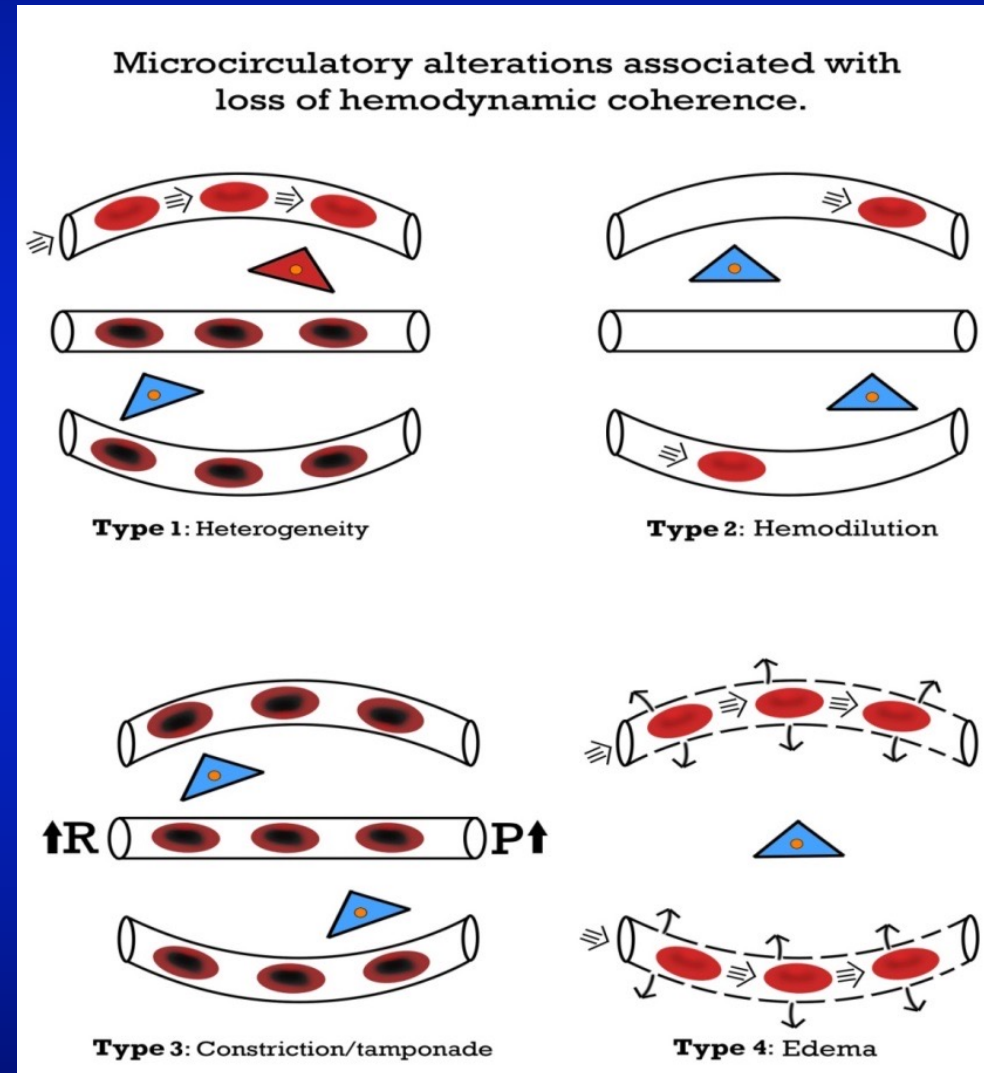 Microcirculatory alterations associated with
loss of hemodynamic coherence.
Type 1: Heterogeneity
Type 2: Hemodilution
⬆R
P⬆
Type 3: Constriction/tamponade
Type 4: Edema